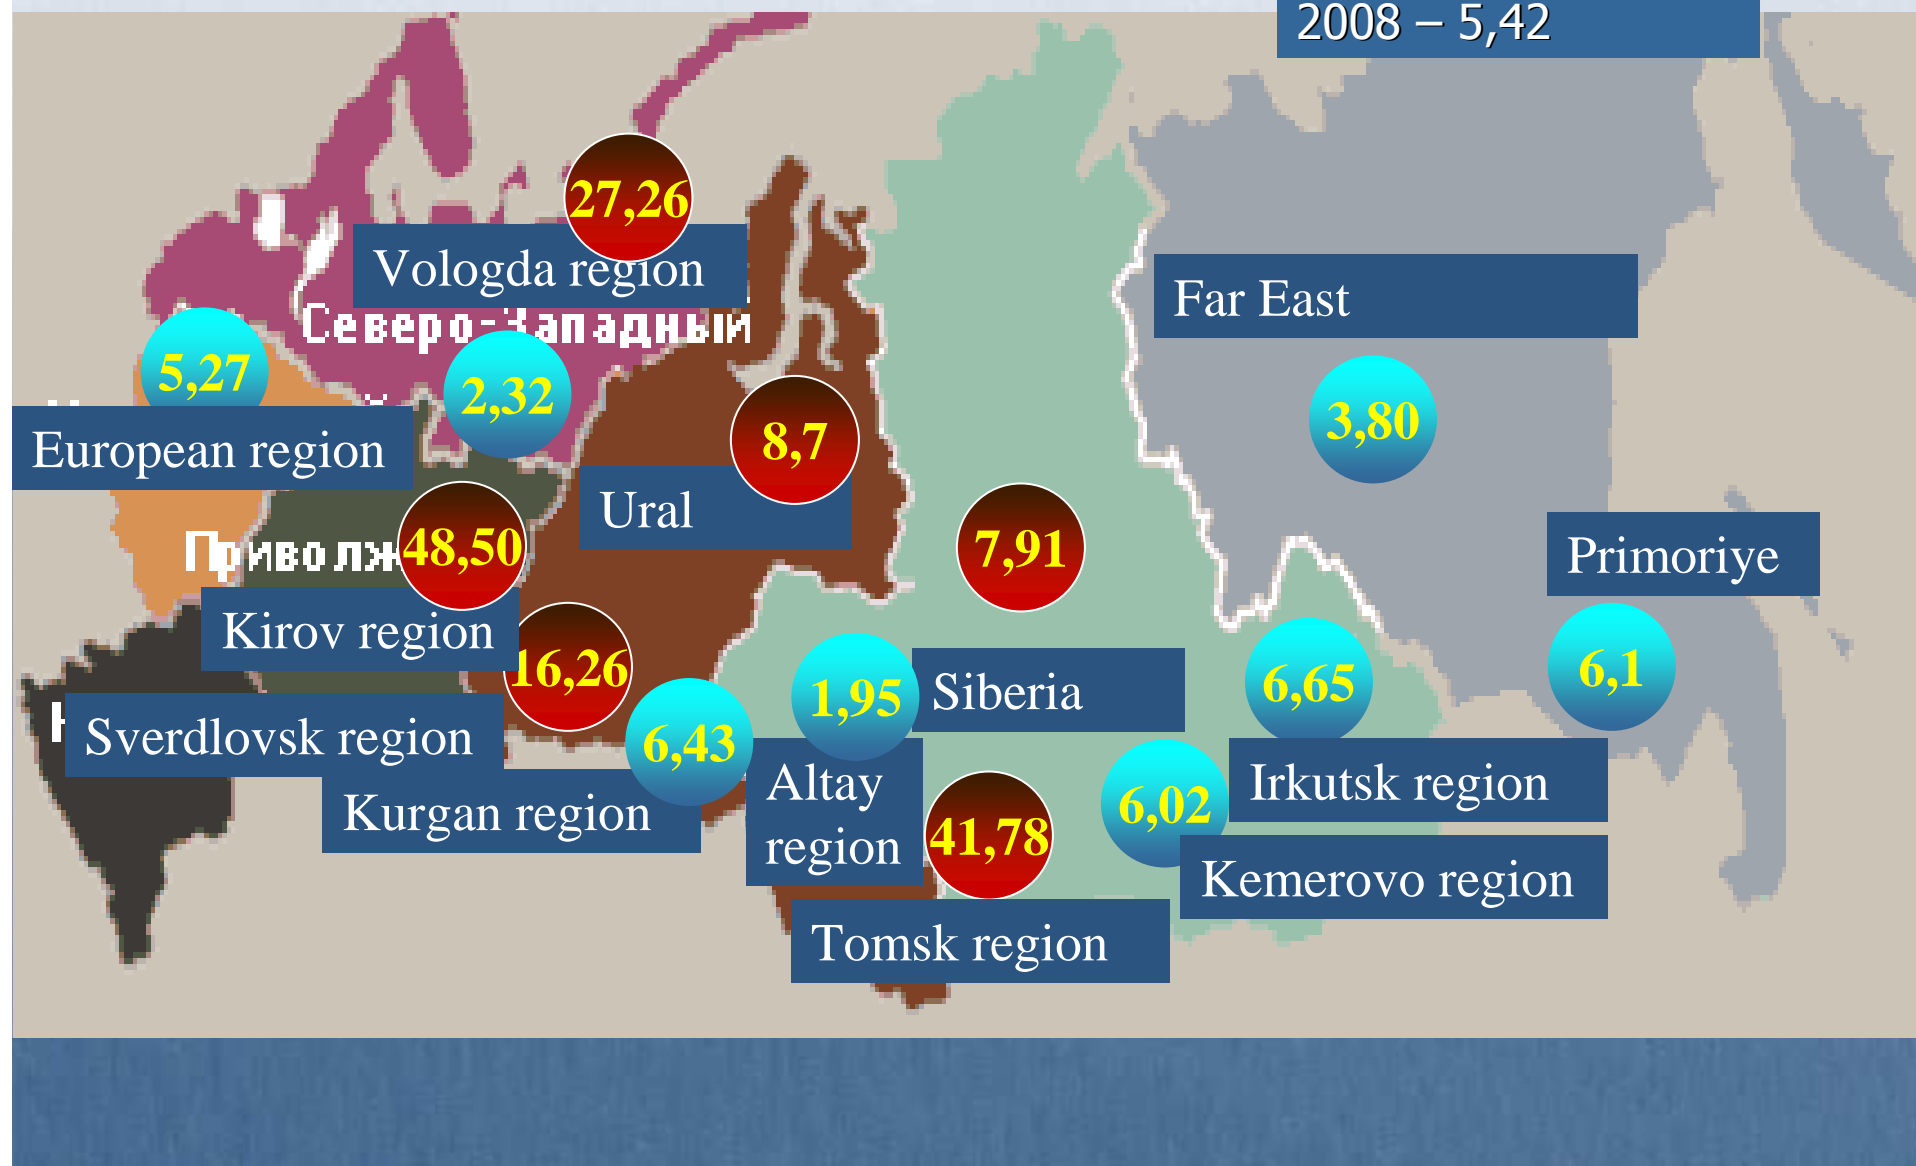 2008 – 5,42
27,26
Vologda region
Северо-Западный
Far East
5,27
2,32
3,80
8,7
European region
Ural
48,50
7,91
Primoriye
Kirov region
16,26
6,1
1,95
Siberia
6,65
Sverdlovsk region
6,43
Kurgan region
Altay
region
41,78
6,02
Irkutsk region
Kemerovo region
Tomsk region